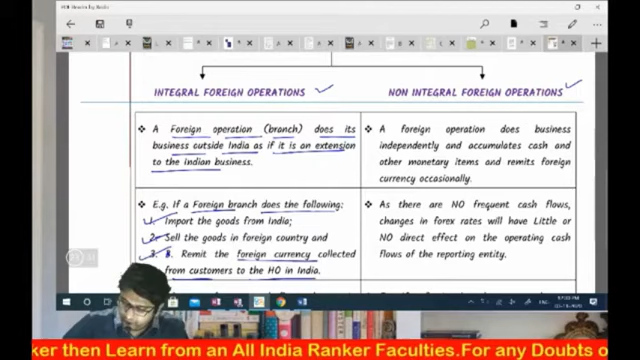 INTEGRAL FOREIGN OPERATIONS
NON INTEGRAL FOREIGN OPERATIONS
❖ A Foreign operation (branch) does its
business outside India as if it is an extension
to the Indian business.
❖ A foreign operation does business
independently and accumulates cash and
other monetary items and remits foreign
currency occasionally.
❖ E.g. If a Foreign branch does the following:
1. Import the goods from India;
2. Sell the goods in foreign country and
3. Remit the foreign currency collected
from customers to the HO in India.
❖ As there are NO frequent cash flows,
changes in forex rates will have Little or
NO direct effect on the operating cash
flows of the reporting entity.
ENG
ker then Learn from an All India Ranker Faculties.For any Doubts o